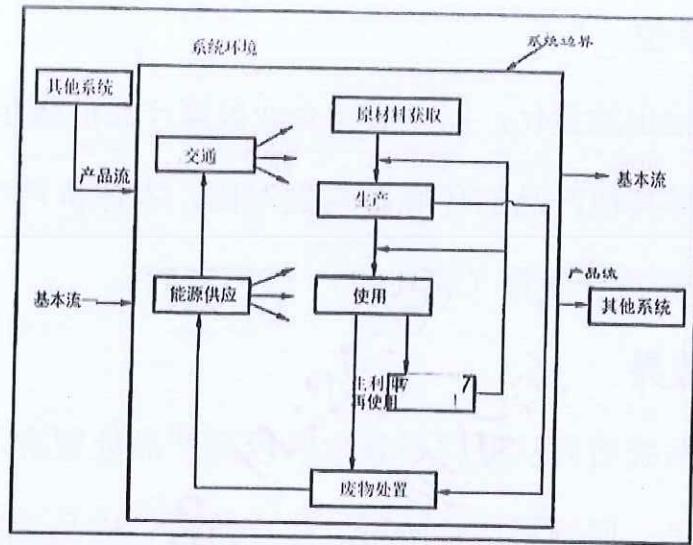 系统环境
系统边界
其他系统
原材料获取
交通
产品流
基本流
生产
产品流
基本流
能源供应
使用
其他系统
再使用
废物处置